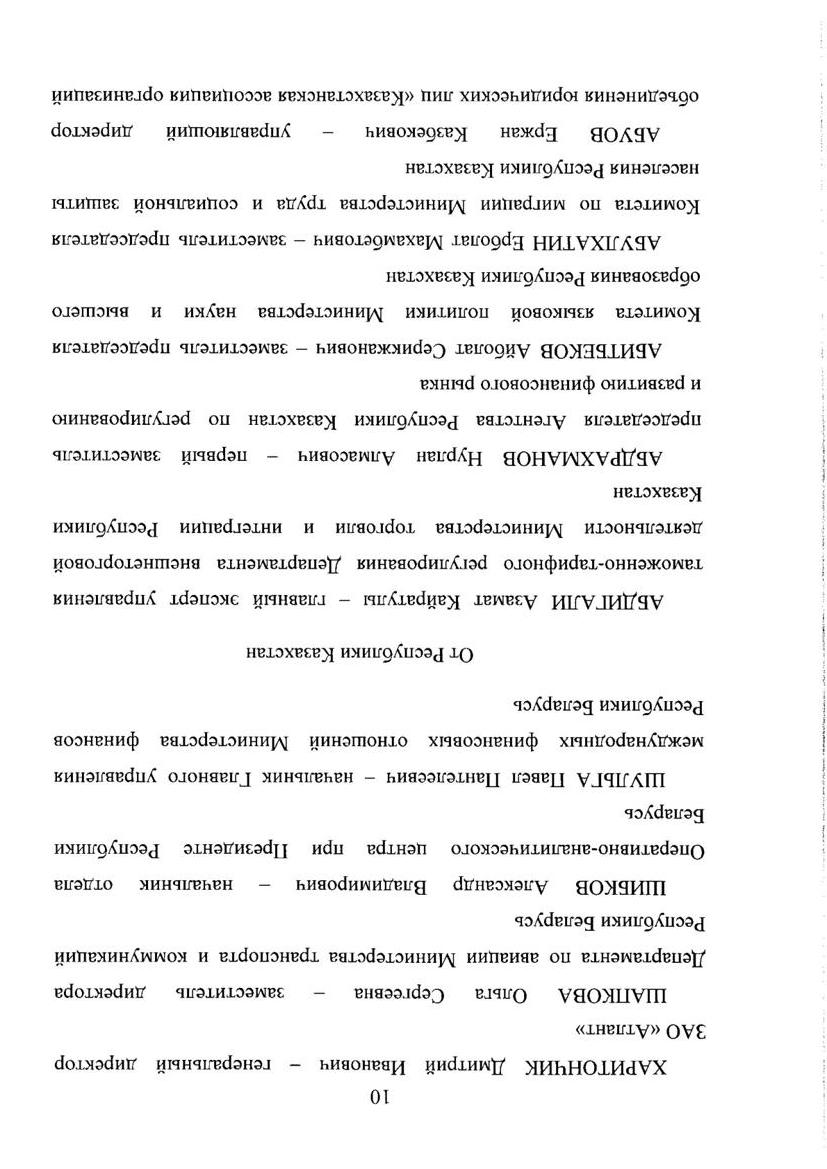 10
ХАРИТОНЧИК Дмитрий Иванович – генеральный директор
ЗАО «Атлант»
ШАПКОВА Ольга Сергеевна – заместитель директора
Департамента по авиации Министерства транспорта и коммуникаций
Республики Беларусь
ШИБКОВ Александр Владимирович – начальник отдела
Оперативно-аналитического центра при Президенте Республики
Беларусь
ШУЛЬГА Павел Пантелеевич – начальник Главного управления
международных финансовых отношений Министерства финансов
Республики Беларусь
От Республики Казахстан
АБДИГАЛИ Азамат Кайратулы – главный эксперт управления
таможенно-тарифного регулирования Департамента внешнеторговой
деятельности Министерства торговли и интеграции Республики
Казахстан
АБДРАХМАНОВ Нурлан Алмасович – первый заместитель
председателя Агентства Республики Казахстан по регулированию
и развитию финансового рынка
АБИТБЕКОВ Айболат Серикжанович – заместитель председателя
Комитета языковой политики Министерства науки и высшего
образования Республики Казахстан
АБУЛХАТИН Ерболат Махамбетович – заместитель председателя
Комитета по миграции Министерства труда и социальной защиты
населения Республики Казахстан
АБУОВ Ержан Казбекович – управляющий директор
объединения юридических лиц «Казахстанская ассоциация организаций